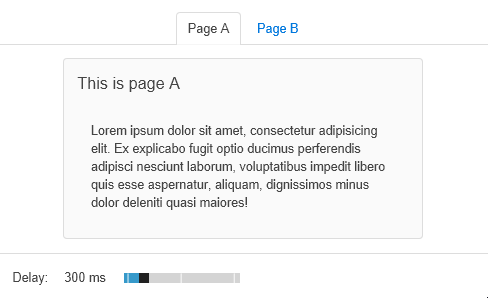 Page A Page B
This is page A
Lorem ipsum dolor sit amet, consectetur adipisicing
elit. Ex explicabo fugit optio ducimus perferendis
adipisci nesciunt laborum, voluptatibus impedit libero
quis esse aspernatur, aliquam, dignissimos minus
dolor deleniti quasi maiores!
Delay: 300 ms